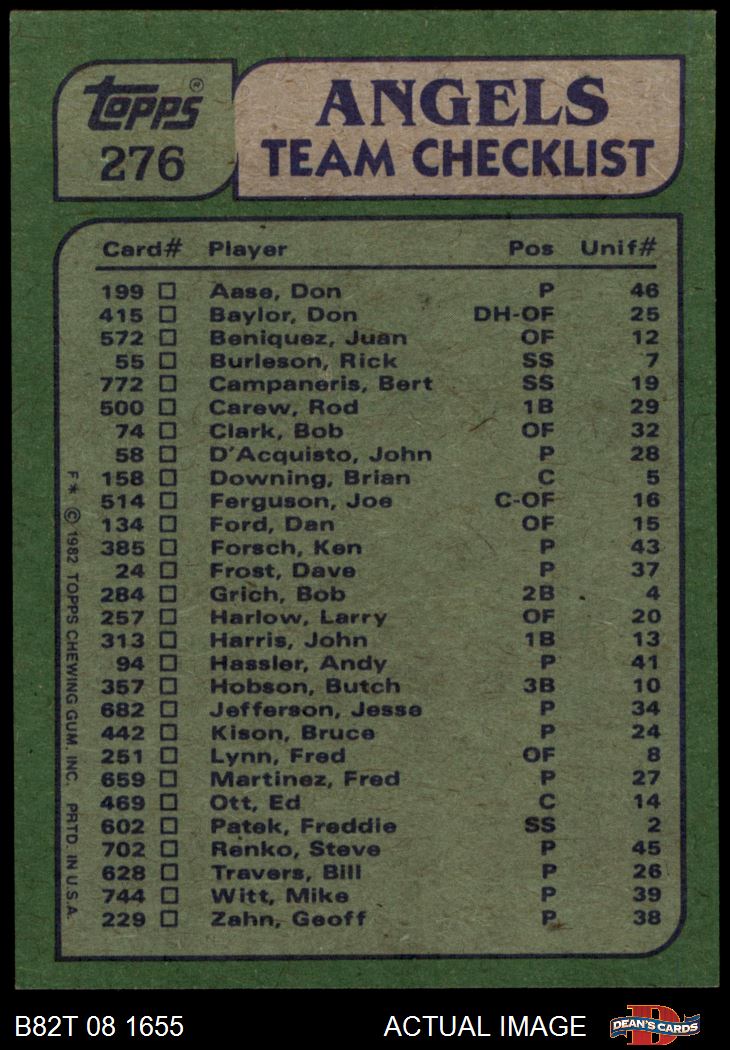 topps®
276
ANGELS
TEAM CHECKLIST
Card# Player Pos Unif#
199 □ Aase, Don P 46
415 □ Baylor, Don DH-OF 25
572 □ Beniquez, Juan OF 12
55 □ Burleson, Rick SS 7
772 □ Campaneris, Bert SS 19
500 □ Carew, Rod 1B 29
74 □ Clark, Bob OF 32
58 □ D'Acquisto, John P 28
158 □ Downing, Brian C 5
514 □ Ferguson, Joe C-OF 16
134 □ Ford, Dan OF 15
385 □ Forsch, Ken P 43
24 □ Frost, Dave P 37
284 □ Grich, Bob 2B 4
257 □ Harlow, Larry OF 20
313 □ Harris, John 1B 13
94 □ Hassler, Andy P 41
357 □ Hobson, Butch 3B 10
682 □ Jefferson, Jesse P 34
442 □ Kison, Bruce P 24
251 □ Lynn, Fred OF 8
659 □ Martinez, Fred P 27
469 □ Ott, Ed C 14
602 □ Patek, Freddie SS 2
702 □ Renko, Steve P 45
628 □ Travers, Bill P 26
744 □ Witt, Mike P 39
229 □ Zahn, Geoff P 38
F* © 1982 TOPPS CHEWING GUM, INC. PRTD. IN U.S.A.
B82T 08 1655 ACTUAL IMAGE
D
DEAN'S CARDS